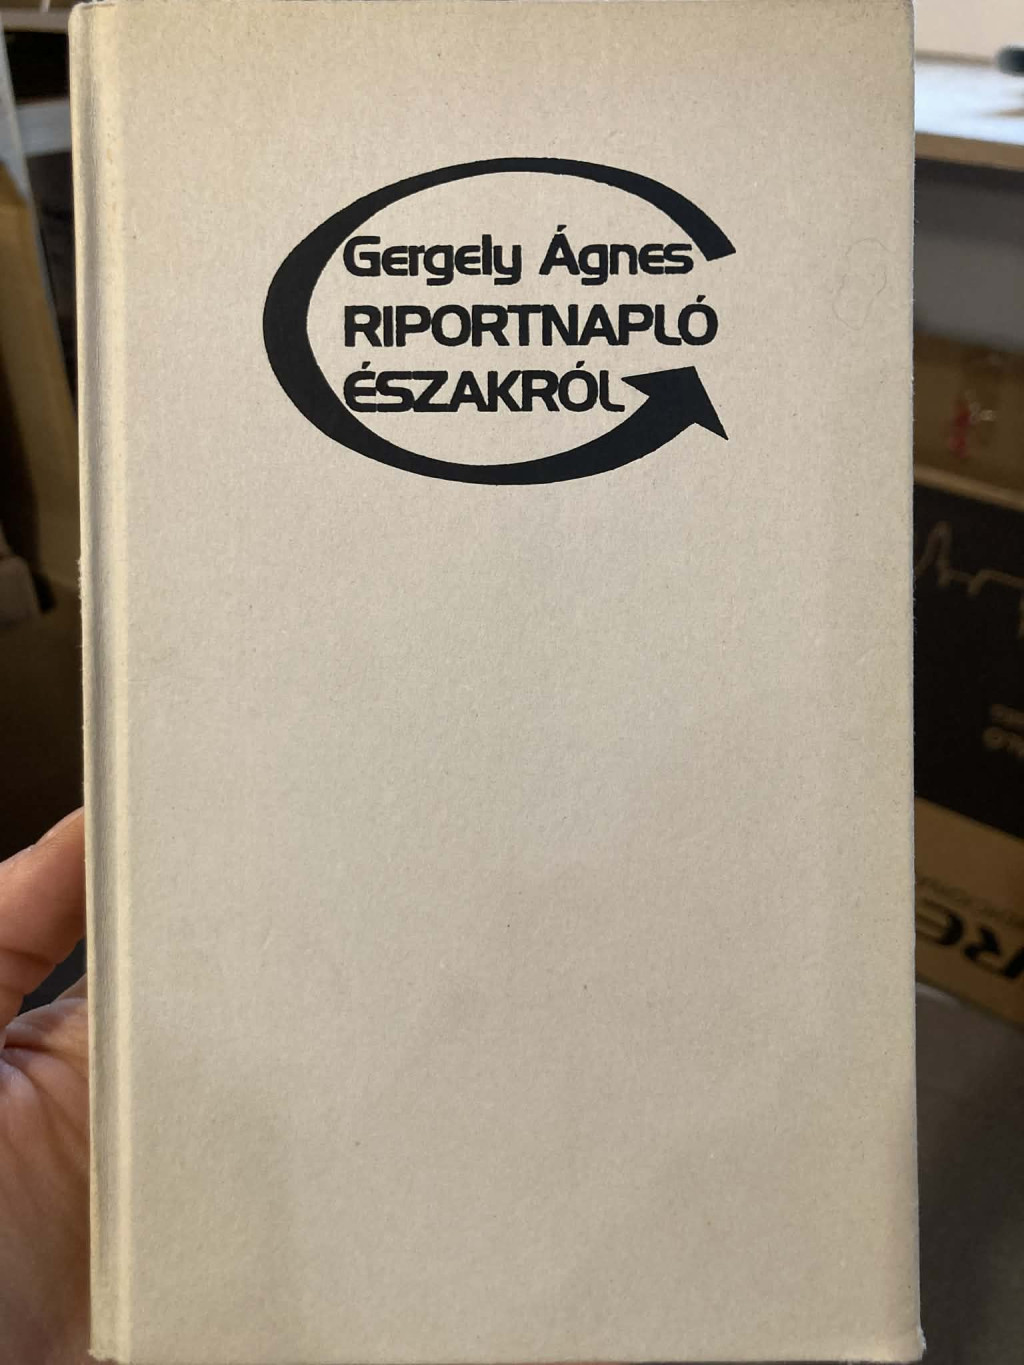 Gergely Ágnes
RIPORTNAPLÓ
ÉSZAKRÓL